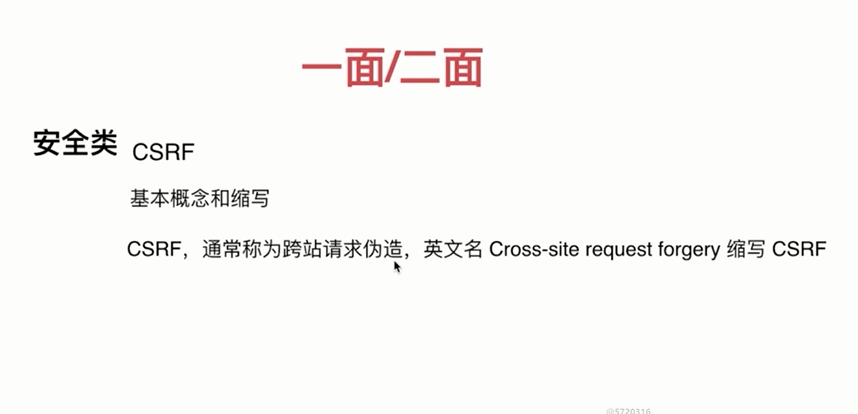 一面/二面
安全类 CSRF
基本概念和缩写
CSRF，通常称为跨站请求伪造，英文名 Cross-site request forgery 缩写 CSRF
@5720316